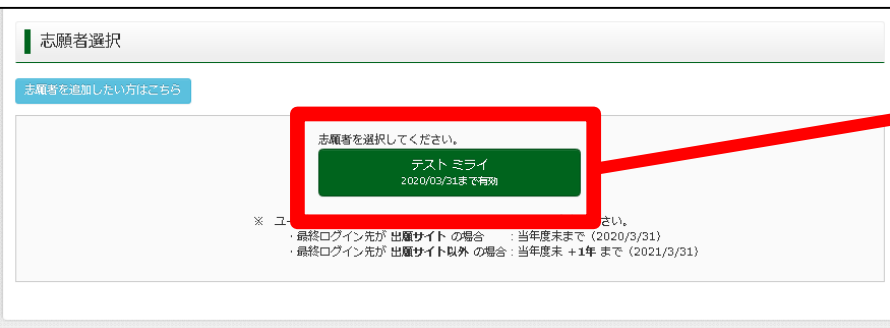 志願者選択
志願者を追加したい方はこちら
志願者を選択してください。
テスト ミライ
2020/03/31まで有効
※ ユー さい。
・最終ログイン先が 出願サイト の場合 : 当年度末まで (2020/3/31)
・最終ログイン先が 出願サイト以外 の場合 : 当年度末 +1年 まで (2021/3/31)